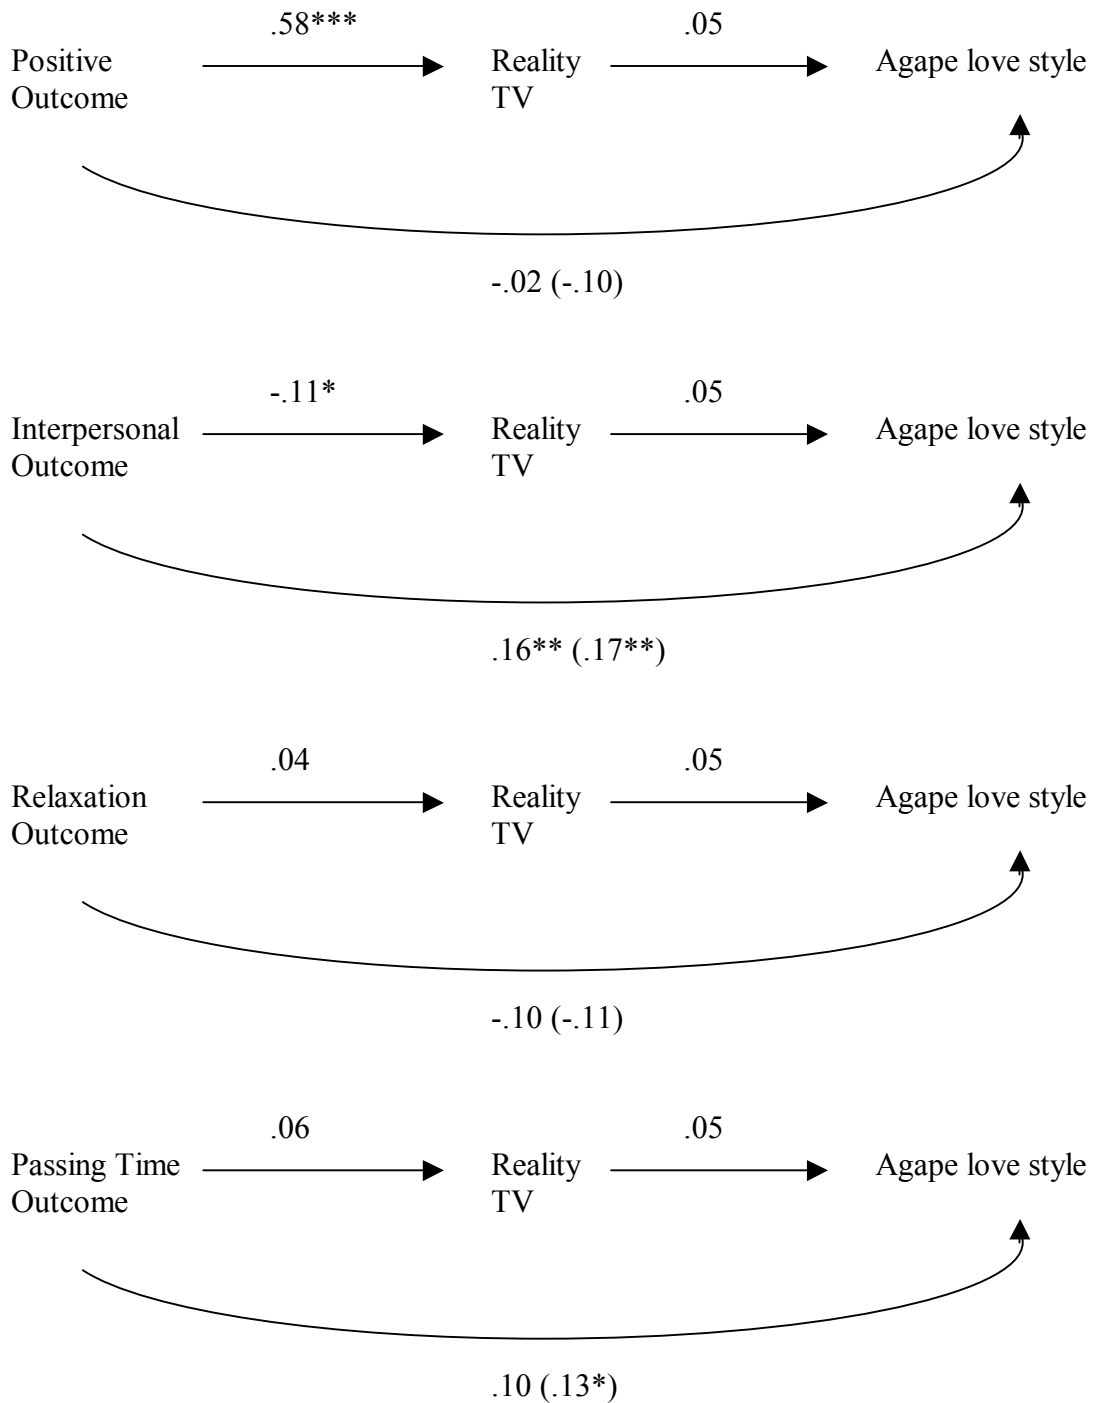 .58*** .05
Positive Reality Agape love style
Outcome TV
-.02 (-.10)
-.11* .05
Interpersonal Reality Agape love style
Outcome TV
.16** (.17**)
.04 .05
Relaxation Reality Agape love style
Outcome TV
-.10 (-.11)
.06 .05
Passing Time Reality Agape love style
Outcome TV
.10 (.13*)